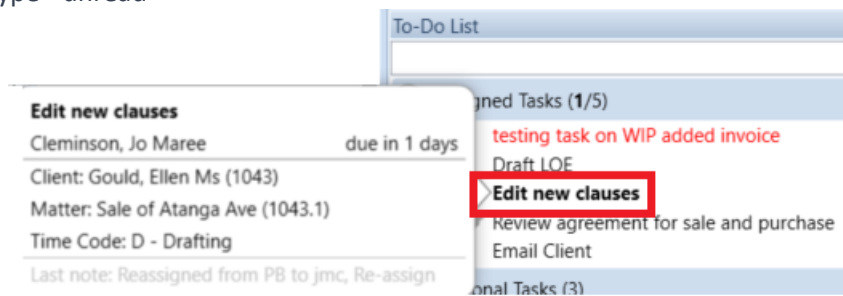 To-Do List
gned Tasks (1/5)
testing task on WIP added invoice
Draft LOE
Edit new clauses
Review agreement for sale and purchase
Email Client
onal Tasks (3)
Edit new clauses
Cleminson, Jo Maree due in 1 days
Client: Gould, Ellen Ms (1043)
Matter: Sale of Atanga Ave (1043.1)
Time Code: D - Drafting
Last note: Reassigned from PB to jmc, Re-assign